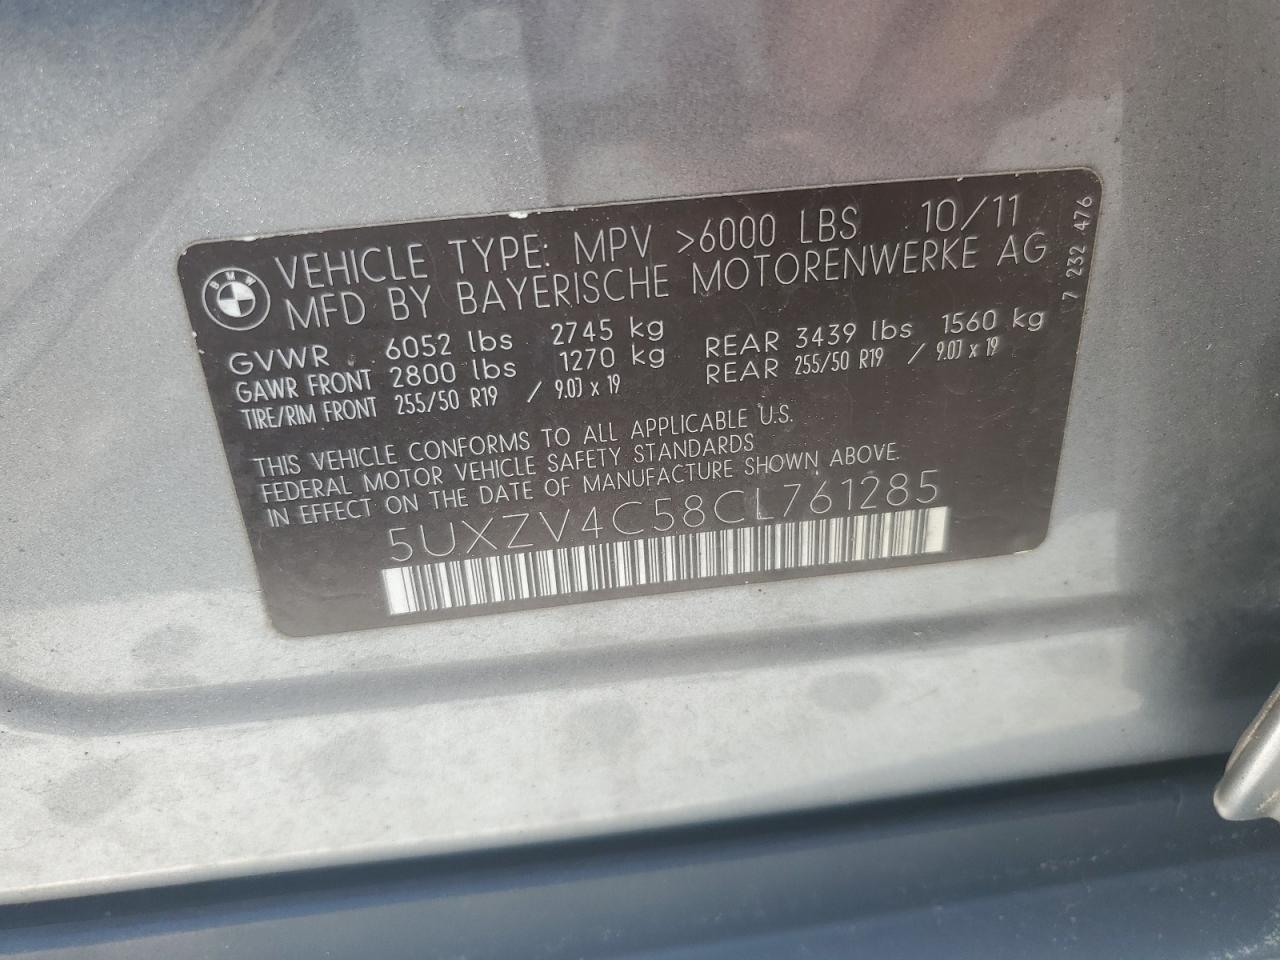 BMW
VEHICLE TYPE: MPV >6000 LBS 10/11
MFD BY BAYERISCHE MOTORENWERKE AG
GVWR 6052 lbs 2745 kg
GAWR FRONT 2800 lbs 1270 kg REAR 3439 lbs 1560 kg
TIRE/RIM FRONT 255/50 R19 / 9.0J x 19 REAR 255/50 R19 / 9.0J x 19
THIS VEHICLE CONFORMS TO ALL APPLICABLE U.S.
FEDERAL MOTOR VEHICLE SAFETY STANDARDS
IN EFFECT ON THE DATE OF MANUFACTURE SHOWN ABOVE.
5UXZV4C58CL761285
7 232 476